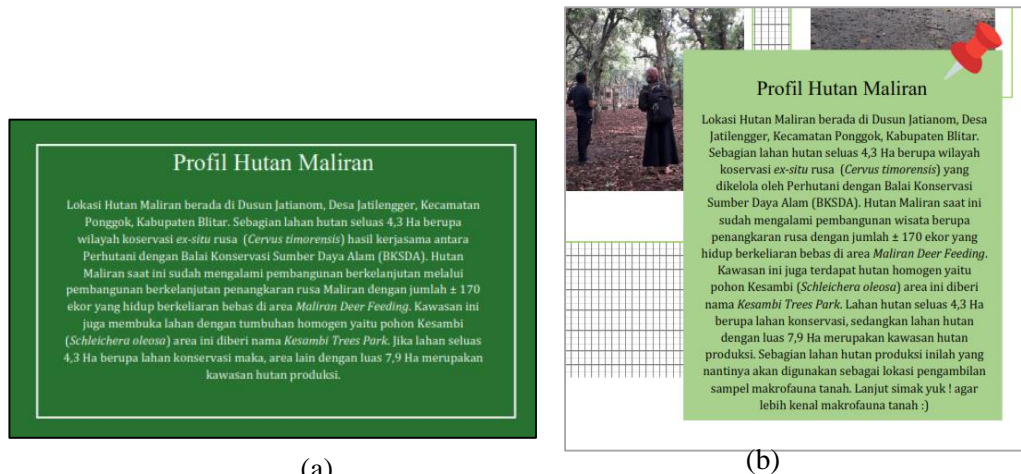 Profil Hutan Maliran
Lokasi Hutan Maliran berada di Dusun Jatianom, Desa Jatilengger, Kecamatan
Ponggok, Kabupaten Blitar. Sebagian lahan hutan seluas 4,3 Ha berupa
wilayah koservasi ex-situ rusa (Cervus timorensis) hasil kerjasama antara
Perhutani dengan Balai Konservasi Sumber Daya Alam (BKSDA). Hutan
Maliran saat ini sudah mengalami pembangunan berkelanjutan melalui
pembangunan berkelanjutan penangkaran rusa Maliran dengan jumlah ± 170
ekor yang hidup berkeliaran bebas di area Maliran Deer Feeding. Kawasan ini
juga membuka lahan dengan tumbuhan homogen yaitu pohon Kesambi
(Schleichera oleosa) area ini diberi nama Kesambi Trees Park. Jika lahan seluas
4,3 Ha berupa lahan konservasi maka, area lain dengan luas 7,9 Ha merupakan
kawasan hutan produksi.
(a)
Profil Hutan Maliran
Lokasi Hutan Maliran berada di Dusun Jatianom, Desa
Jatilengger, Kecamatan Ponggok, Kabupaten Blitar.
Sebagian lahan hutan seluas 4,3 Ha berupa wilayah
koservasi ex-situ rusa (Cervus timorensis) yang
dikelola oleh Perhutani dengan Balai Konservasi
Sumber Daya Alam (BKSDA). Hutan Maliran saat ini
sudah mengalami pembangunan wisata berupa
penangkaran rusa dengan jumlah ± 170 ekor yang
hidup berkeliaran bebas di area Maliran Deer Feeding.
Kawasan ini juga terdapat hutan homogen yaitu
pohon Kesambi (Schleichera oleosa) area ini diberi
nama Kesambi Trees Park. Lahan hutan seluas 4,3 Ha
berupa lahan konservasi, sedangkan lahan hutan
dengan luas 7,9 Ha merupakan kawasan hutan
produksi. Sebagian lahan hutan produksi inilah yang
nantinya akan digunakan sebagai lokasi pengambilan
sampel makrofauna tanah. Lanjut simak yuk ! agar
lebih kenal makrofauna tanah :)
(b)